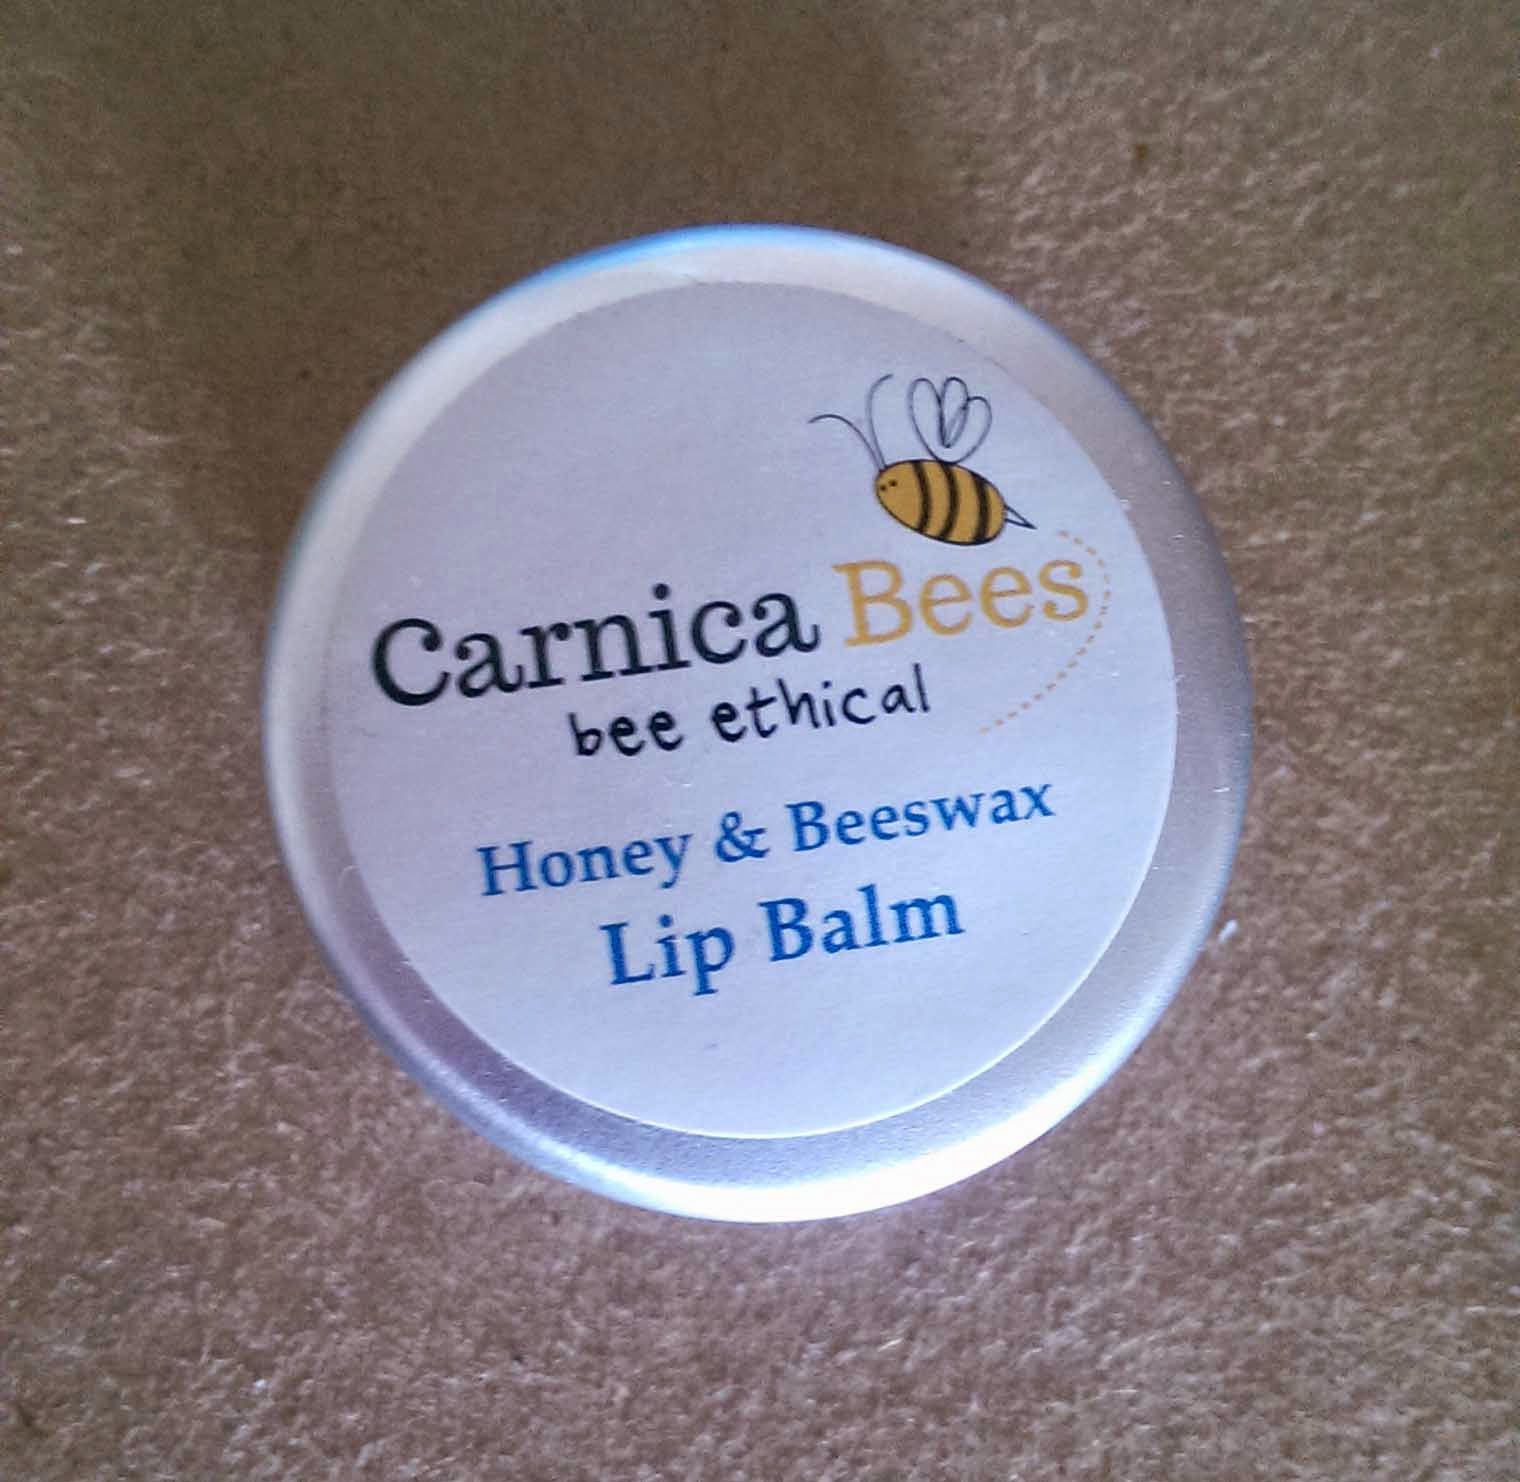 Carnica Bees
bee ethical
Honey & Beeswax
Lip Balm